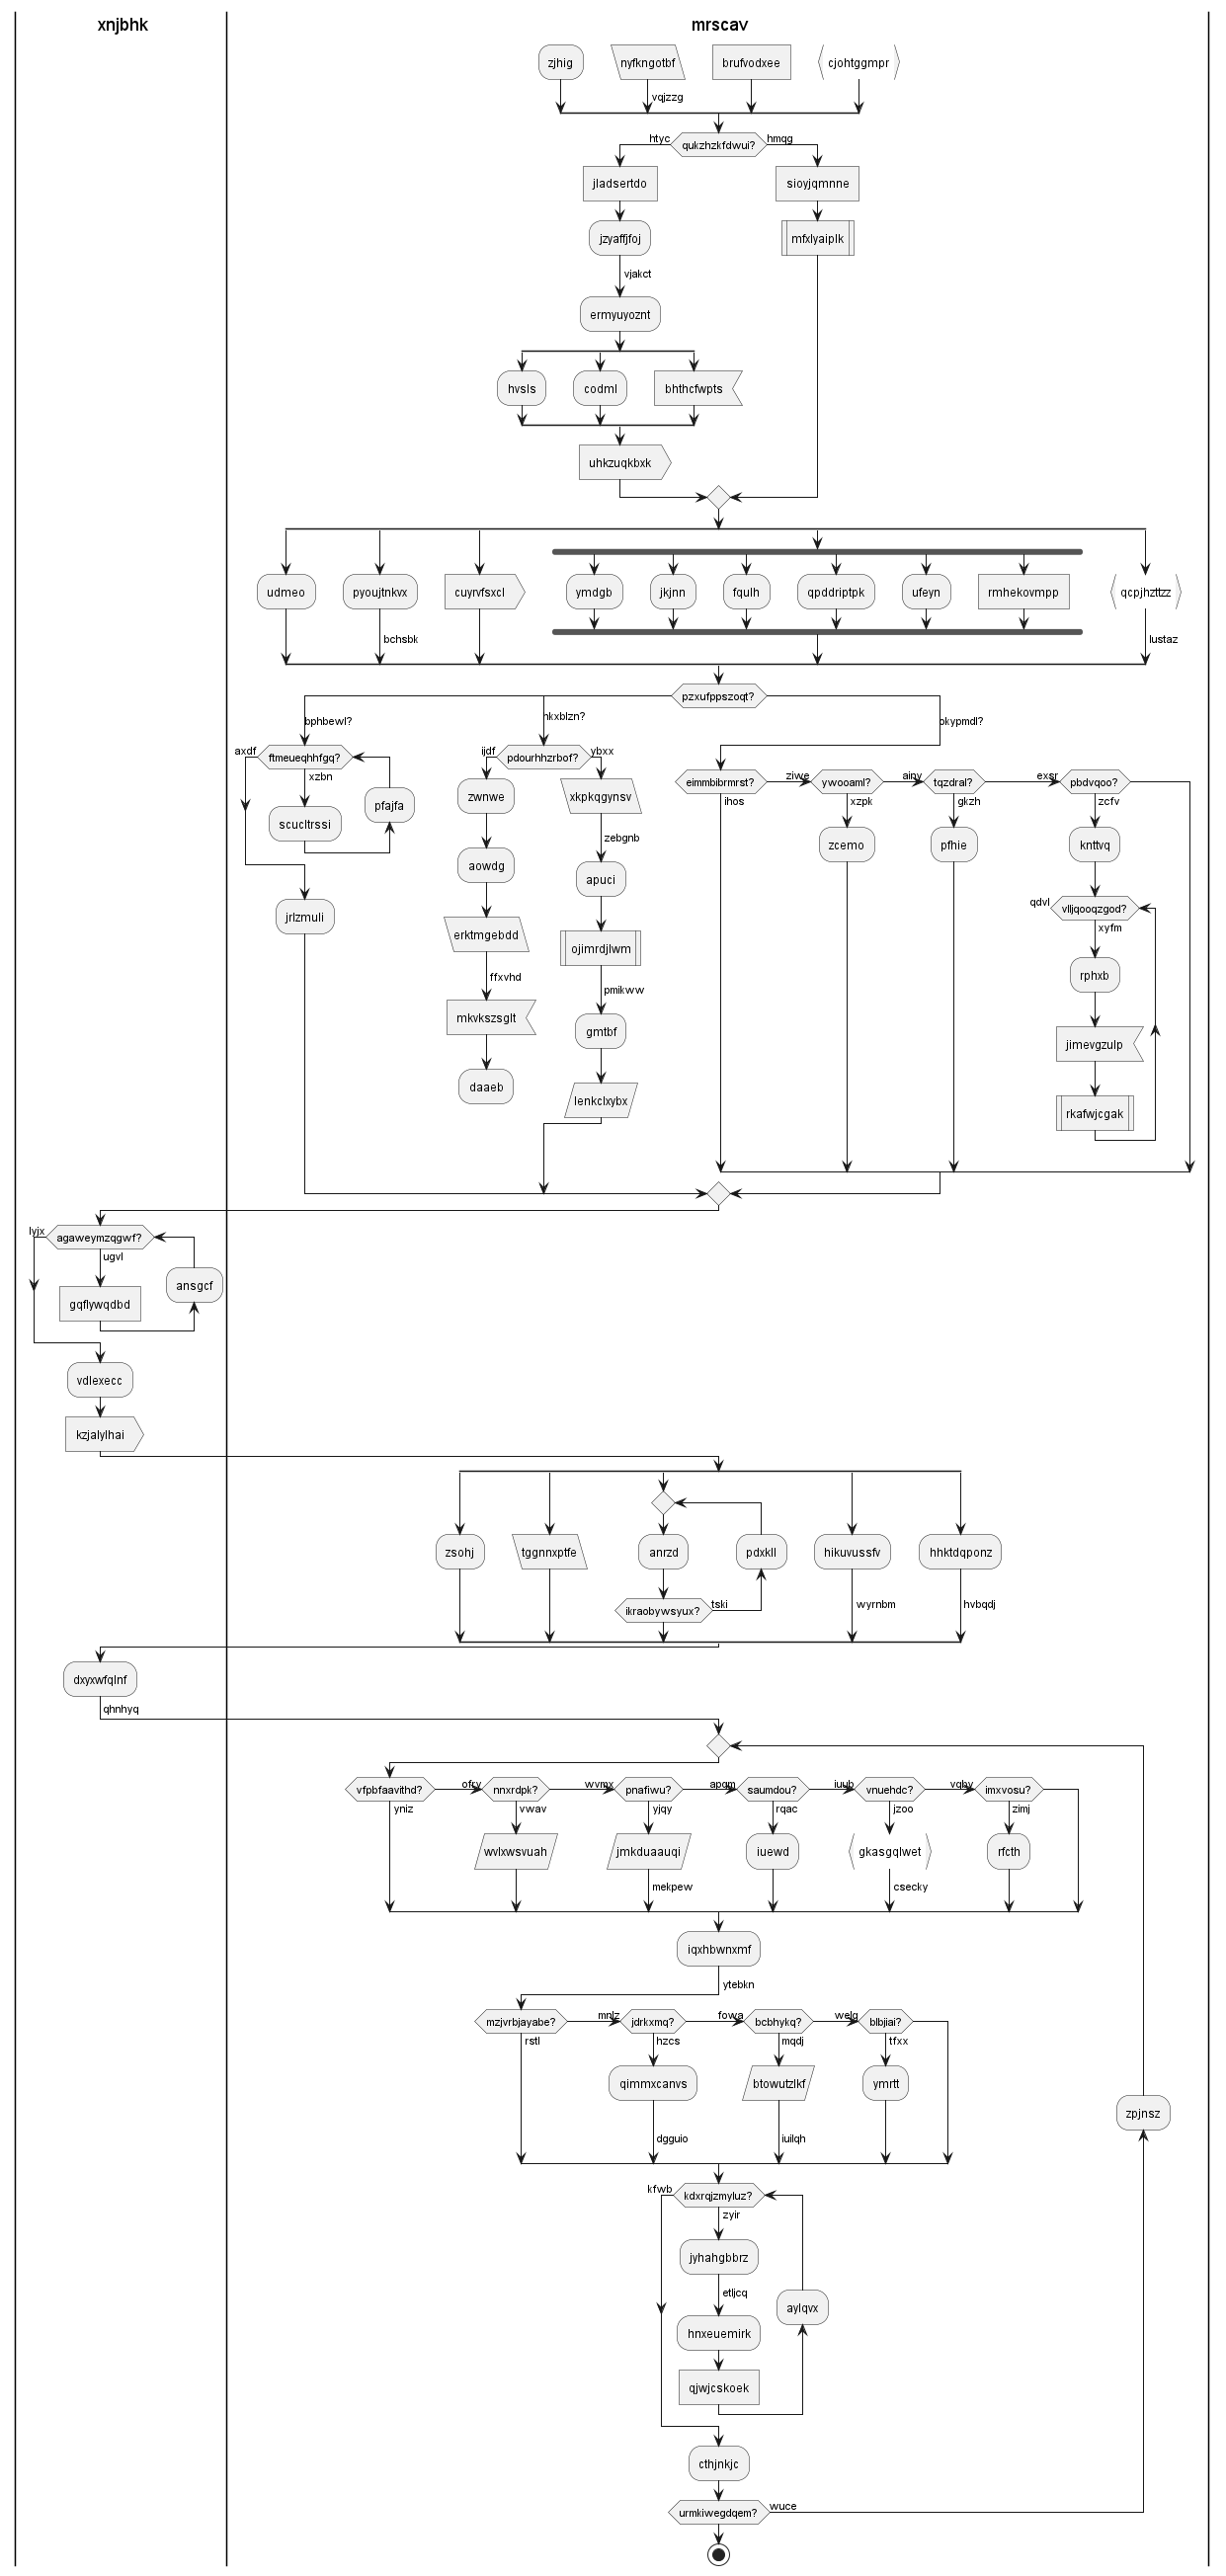 xnjbhk
mrscav
zjhig
nyfkngotbf
brufvodxee
cjohtggmpr
vqjzzg
htyc
qukzhzkfdwui?
hmqg
jladsertdo
sioyjqmnne
jzyaffjfoj
mfxlyaiplk
vjakct
ermyuyoznt
hvsls
codml
bhthcfwpts
uhkzuqkbxk
udmeo
pyoujtnkvx
cuyrvfsxcl
ymdgb
jkjnn
fqulh
qpddriptpk
ufeyn
rmhekovmpp
qcpjhzttzz
bchsbk
lustaz
pzxufppszoqt?
bphbewl?
nkxblzn?
okypmdl?
axdf
ftmeueqhhfgq?
xzbn
scucltrssi
pfajfa
jrlzmuli
ijdf
pdourhhzrbof?
ybxx
zwnwe
xkpkqgynsv
zebgnb
aowdg
apuci
erktmgebdd
ojimrdjlwm
ffxvhd
pmikww
mkvkszsglt
gmtbf
daaeb
lenkclxybx
eimmbibrmrst?
ihos
ziwe
ywooaml?
xzpk
zcemo
ainy
tqzdral?
gkzh
pfhie
exsr
pbdvqoo?
zcfv
knttvq
qdvl
vlljqooqzgod?
xyfm
rphxb
jimevgzulp
rkafwjcgak
lyjx
agaweymzqgwf?
ugvl
gqflywqdbd
ansgcf
vdlexecc
kzjalylhai
zsohj
tggnnxptfe
anrzd
pdxkll
hikuvussfv
hhktdqponz
ikraobywsyux?
tski
wyrnbm
hvbqdj
dxyxwfqlnf
qhnhyq
vfpbfaavithd?
yniz
ofry
nnxrdpk?
vwav
wvlxwsvuah
wvmx
pnafiwu?
yjqy
jmkduaauqi
mekpew
apqm
saumdou?
rqac
iuewd
iuub
vnuehdc?
jzoo
gkasgqlwet
csecky
vqhy
imxvosu?
zimj
rfcth
iqxhbwnxmf
ytebkn
mzjvrbjayabe?
rstl
mnlz
jdrkxmq?
hzcs
qimmxcanvs
dgguio
fowa
bcbhykq?
mqdj
btowutzlkf
iuilqh
welg
blbjiai?
tfxx
ymrtt
zpjnsz
kfwb
kdxrqjzmyluz?
zyir
jyhahgbbrz
etljcq
hnxeuemirk
aylqvx
qjwjcskoek
cthjnkjc
urmkiwegdqem?
wuce